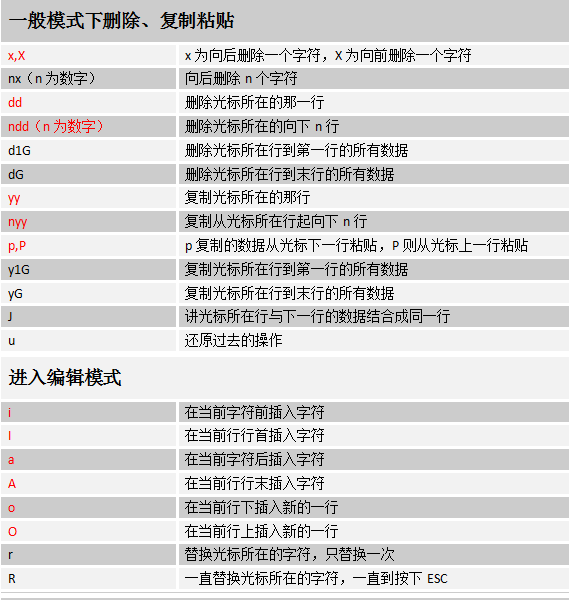 一般模式下删除、复制粘贴
x,X x 为向后删除一个字符，X 为向前删除一个字符
nx（n 为数字） 向后删除 n 个字符
dd 删除光标所在的那一行
ndd（n 为数字） 删除光标所在的向下 n 行
d1G 删除光标所在行到第一行的所有数据
dG 删除光标所在行到末行的所有数据
yy 复制光标所在的那行
nyy 复制从光标所在行起向下 n 行
p,P p 复制的数据从光标下一行粘贴，P 则从光标上一行粘贴
y1G 复制光标所在行到第一行的所有数据
yG 复制光标所在行到末行的所有数据
J 讲光标所在行与下一行的数据结合成同一行
u 还原过去的操作
进入编辑模式
i 在当前字符前插入字符
I 在当前行行首插入字符
a 在当前字符后插入字符
A 在当前行行末插入字符
o 在当前行下插入新的一行
O 在当前行上插入新的一行
r 替换光标所在的字符，只替换一次
R 一直替换光标所在的字符，一直到按下 ESC